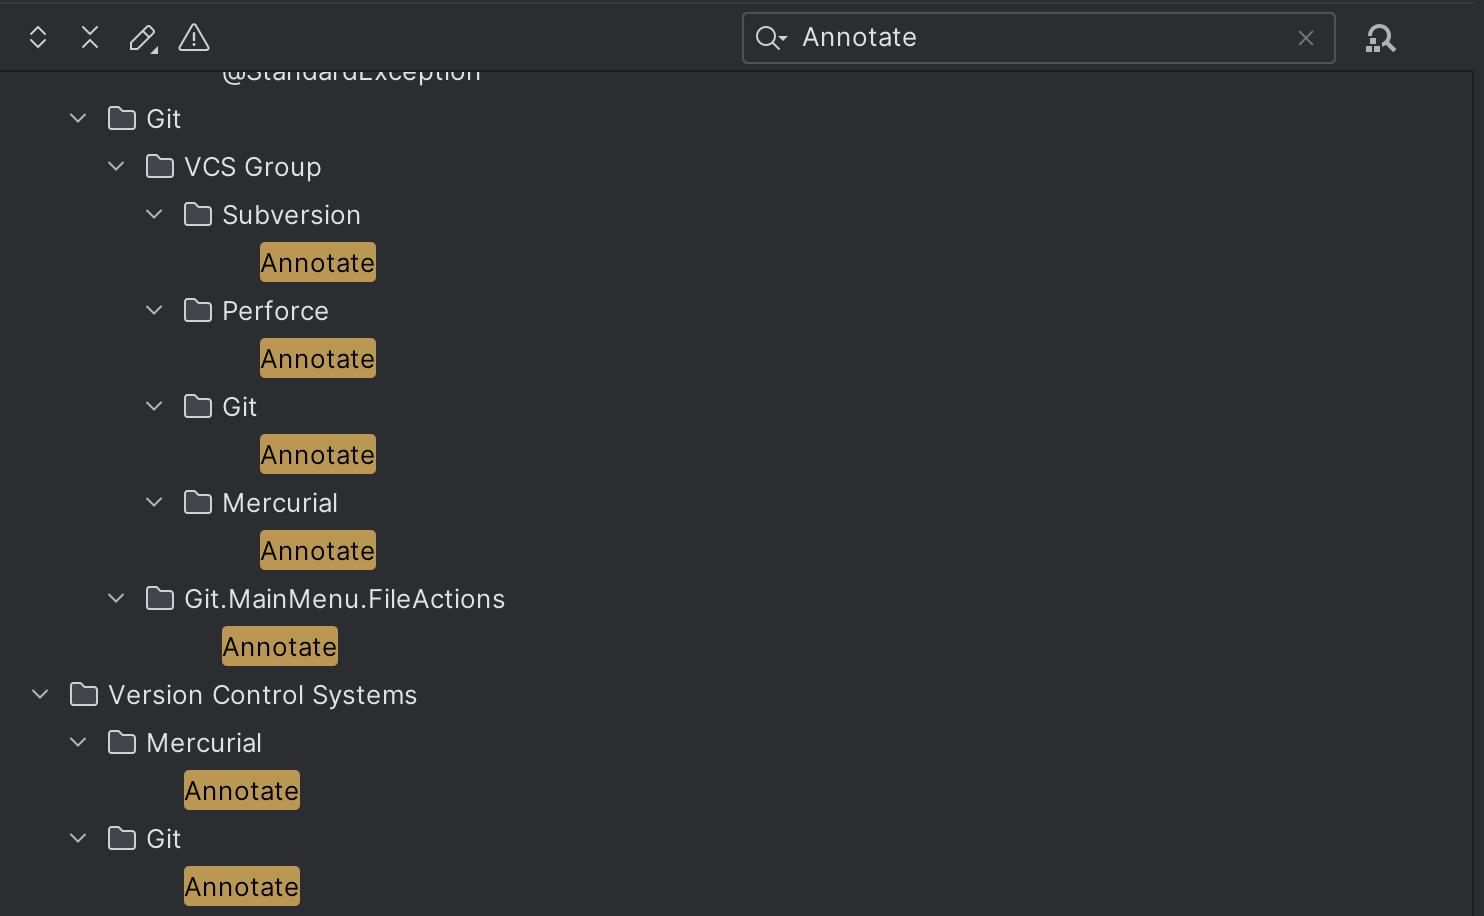 Annotate
@StandardException
Git
VCS Group
Subversion
Annotate
Perforce
Annotate
Git
Annotate
Mercurial
Annotate
Git.MainMenu.FileActions
Annotate
Version Control Systems
Mercurial
Annotate
Git
Annotate